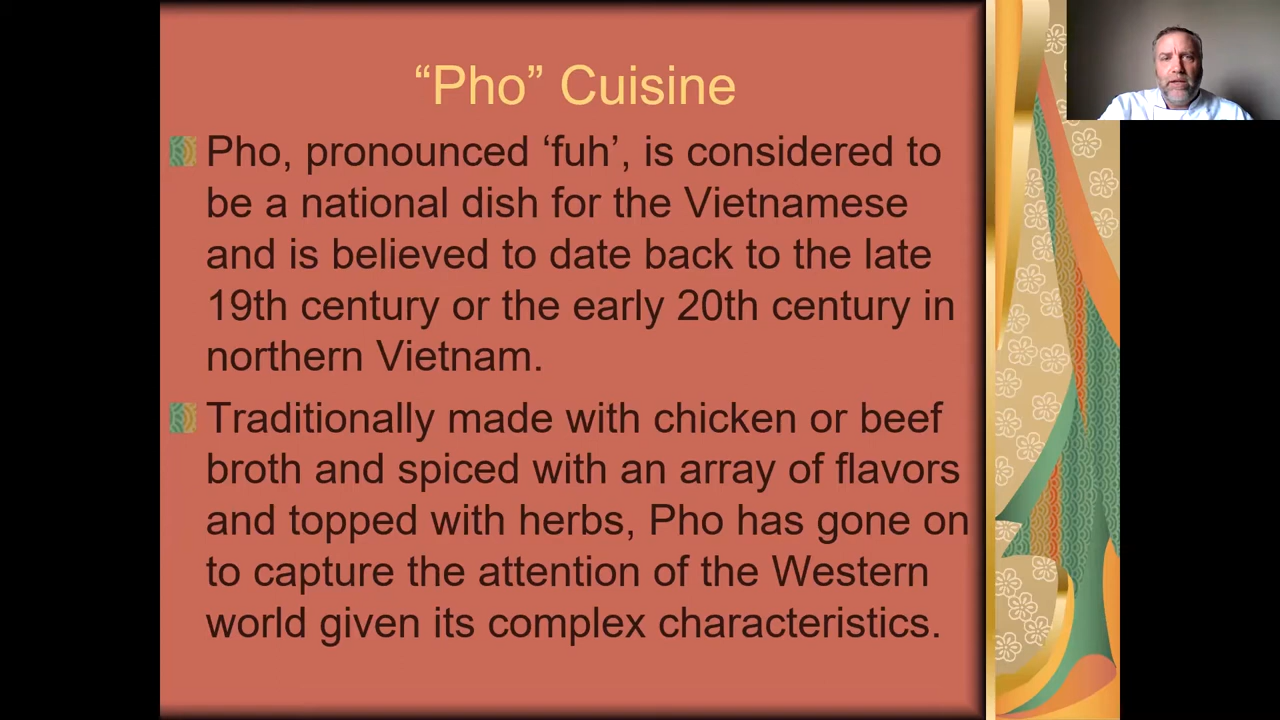 “Pho” Cuisine
Pho, pronounced ‘fuh’, is considered to
be a national dish for the Vietnamese
and is believed to date back to the late
19th century or the early 20th century in
northern Vietnam.
Traditionally made with chicken or beef
broth and spiced with an array of flavors
and topped with herbs, Pho has gone on
to capture the attention of the Western
world given its complex characteristics.